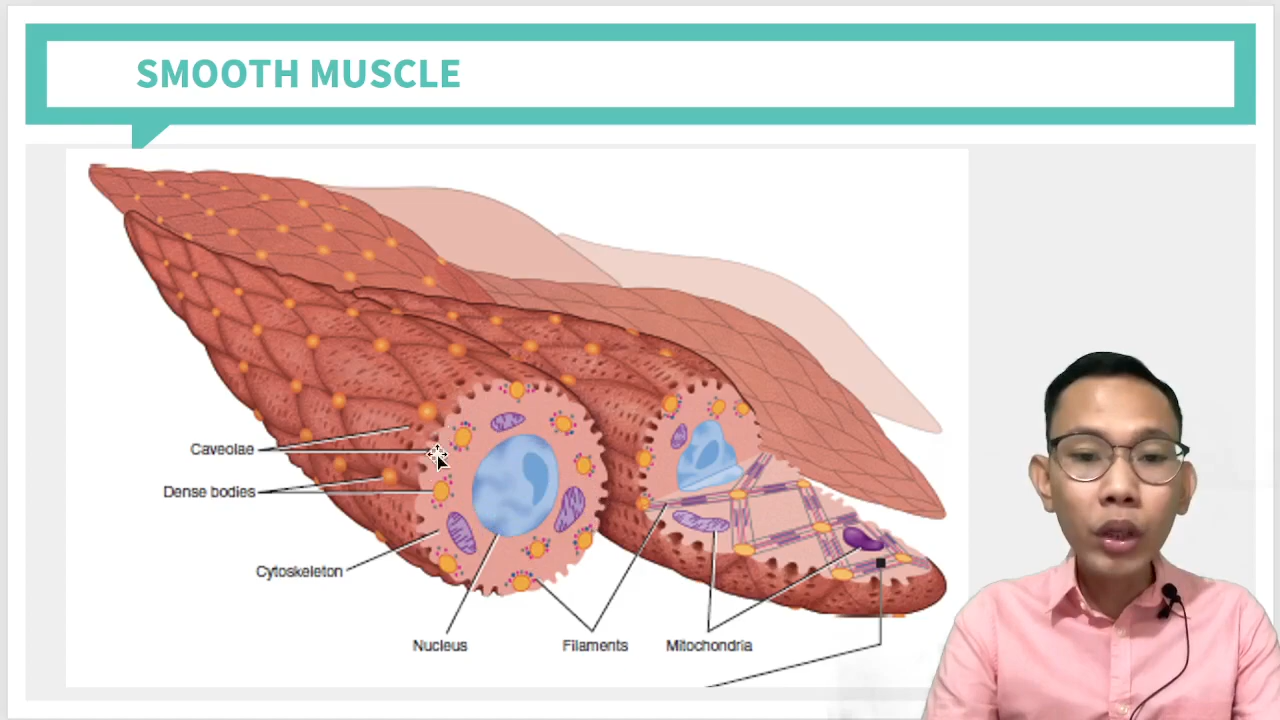 SMOOTH MUSCLE
Caveolae
Dense bodies
Cytoskeleton
Nucleus
Filaments
Mitochondria